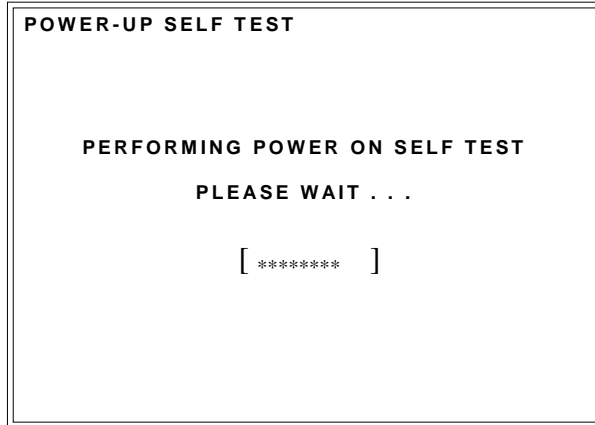 POWER-UP SELF TEST
PERFORMING POWER ON SELF TEST
PLEASE WAIT . . .
[ ******** ]